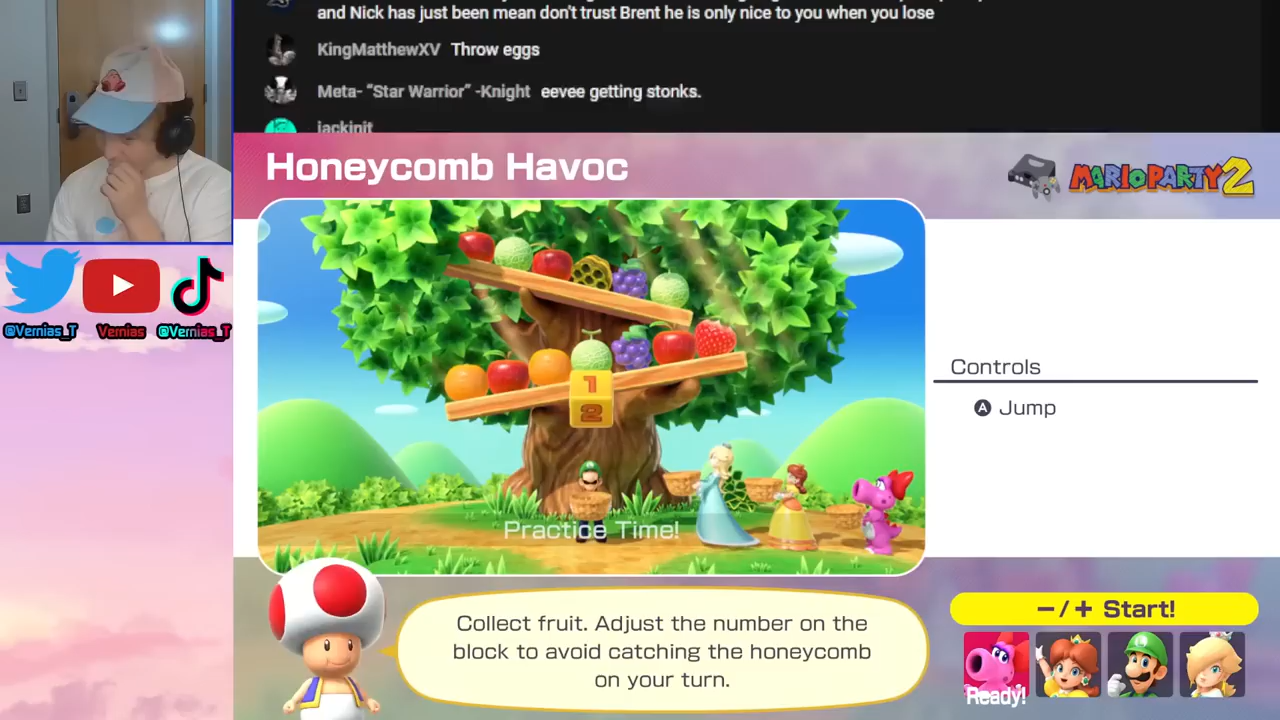 and Nick has just been mean don't trust Brent he is only nice to you when you lose
KingMatthewXV Throw eggs
Meta- “Star Warrior” -Knight eevee getting stonks.
jackinit
Honeycomb Havoc
MARIO PARTY 2
@Vernias_T
Vernias
@Vernias_T
1
2
Practice Time!
Controls
A Jump
Collect fruit. Adjust the number on the
block to avoid catching the honeycomb
on your turn.
–/+ Start!
Ready!